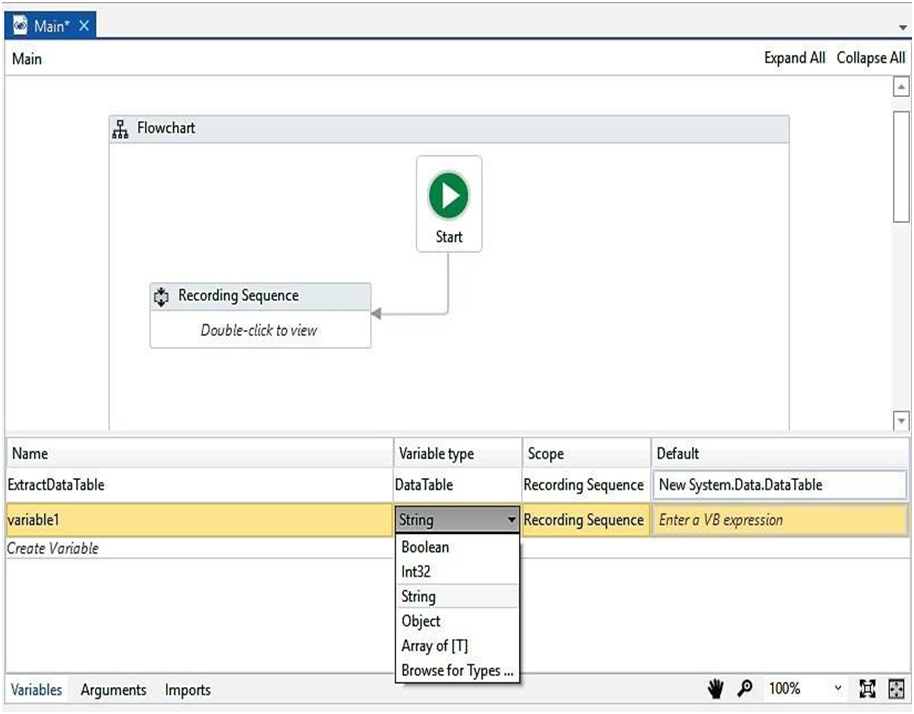 Main*
Main Expand All Collapse All
Flowchart
Start
Recording Sequence
Double-click to view
Name Variable type Scope Default
ExtractDataTable DataTable Recording Sequence New System.Data.DataTable
variable1 String Recording Sequence Enter a VB expression
Create Variable
Boolean
Int32
String
Object
Array of [T]
Browse for Types ...
Variables Arguments Imports 100%